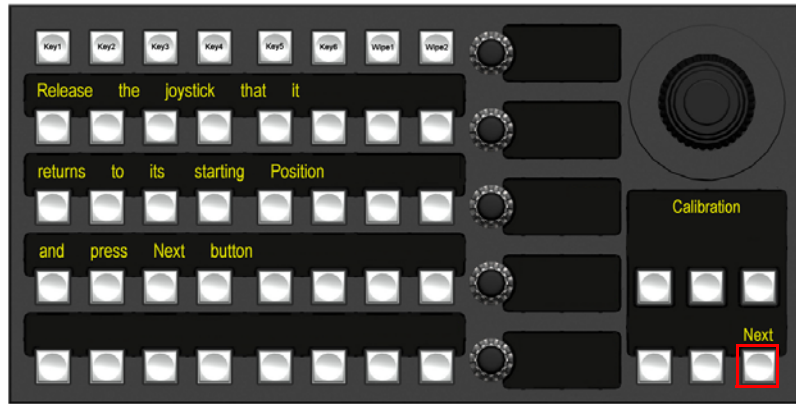 Key1 Key2 Key3 Key4 Key5 Key6 Wipe1 Wipe2
Release the joystick that it
returns to its starting Position
Calibration
and press Next button
Next